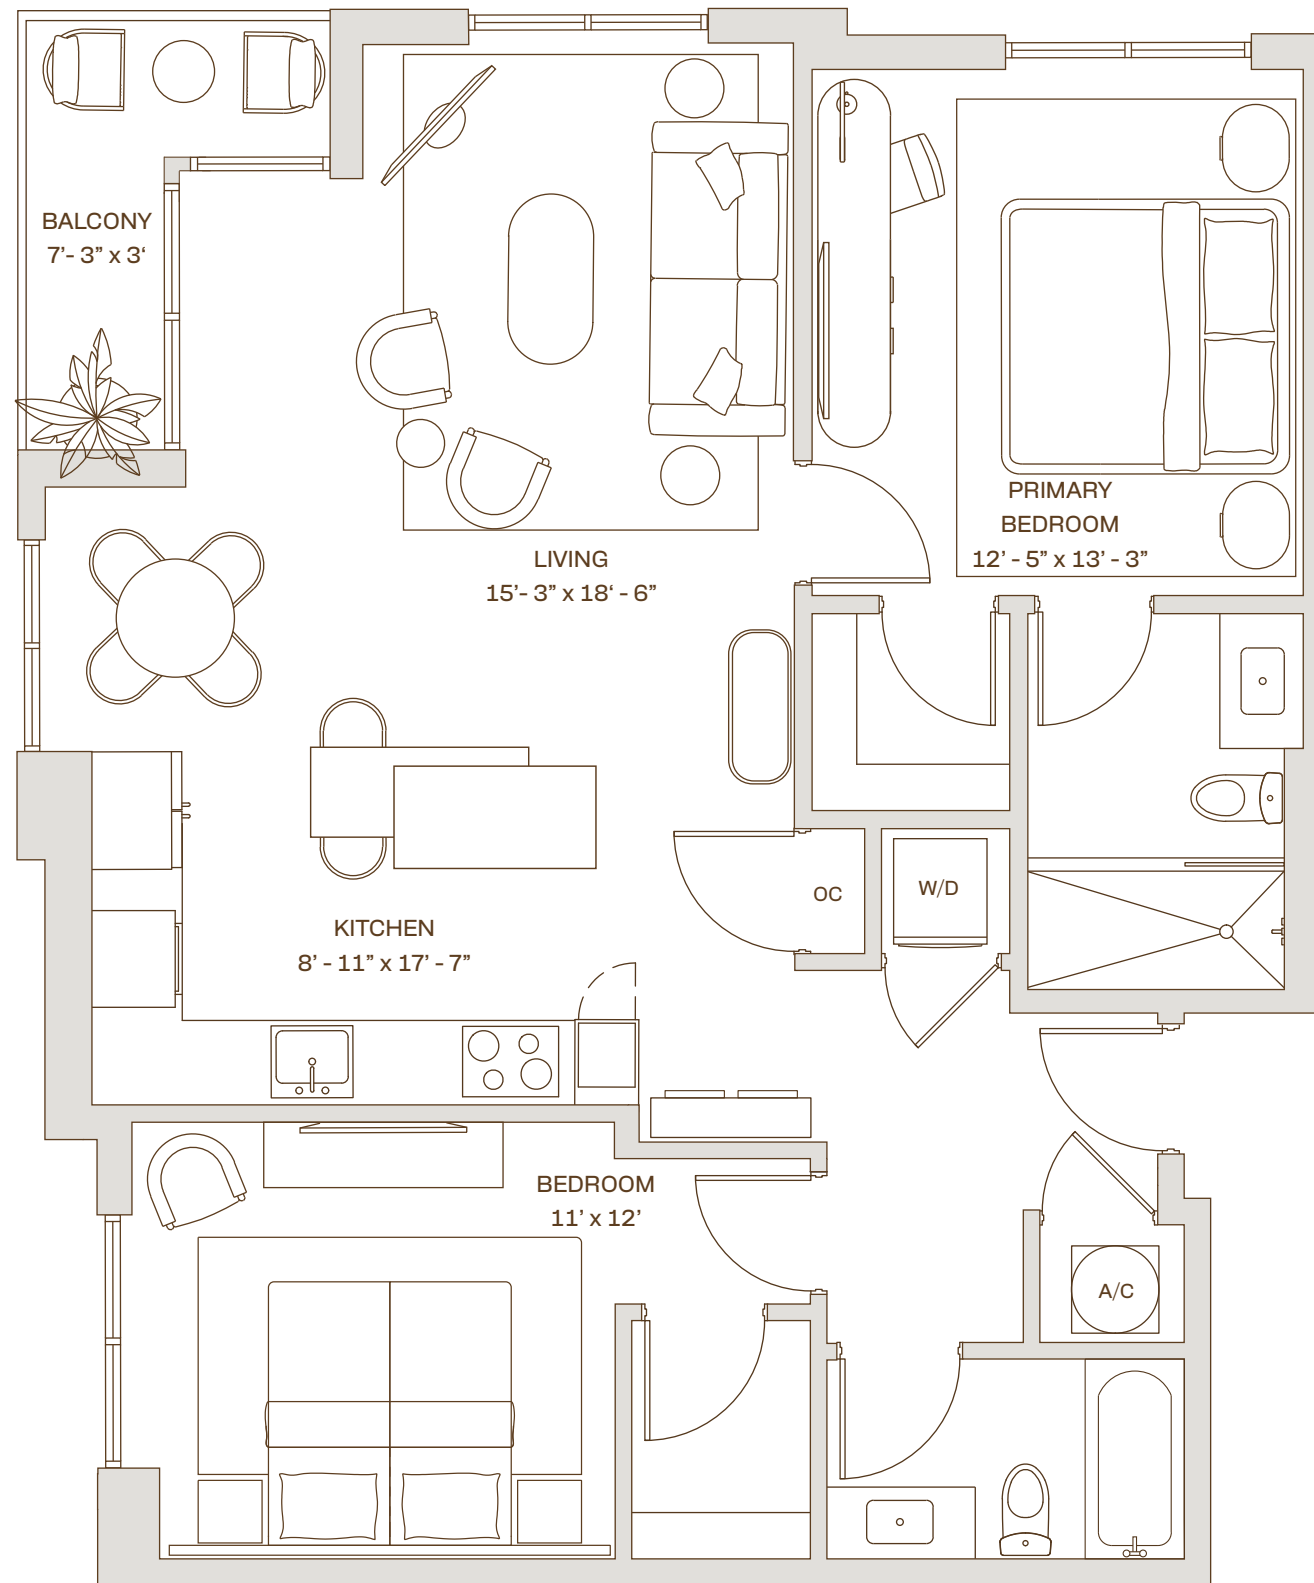 BALCONY
7’- 3” x 3‘
LIVING
15’- 3” x 18‘ - 6”
PRIMARY
BEDROOM
12’ - 5” x 13’ - 3”
OC
W/D
KITCHEN
8’ - 11” x 17’ - 7”
BEDROOM
11’ x 12’
A/C